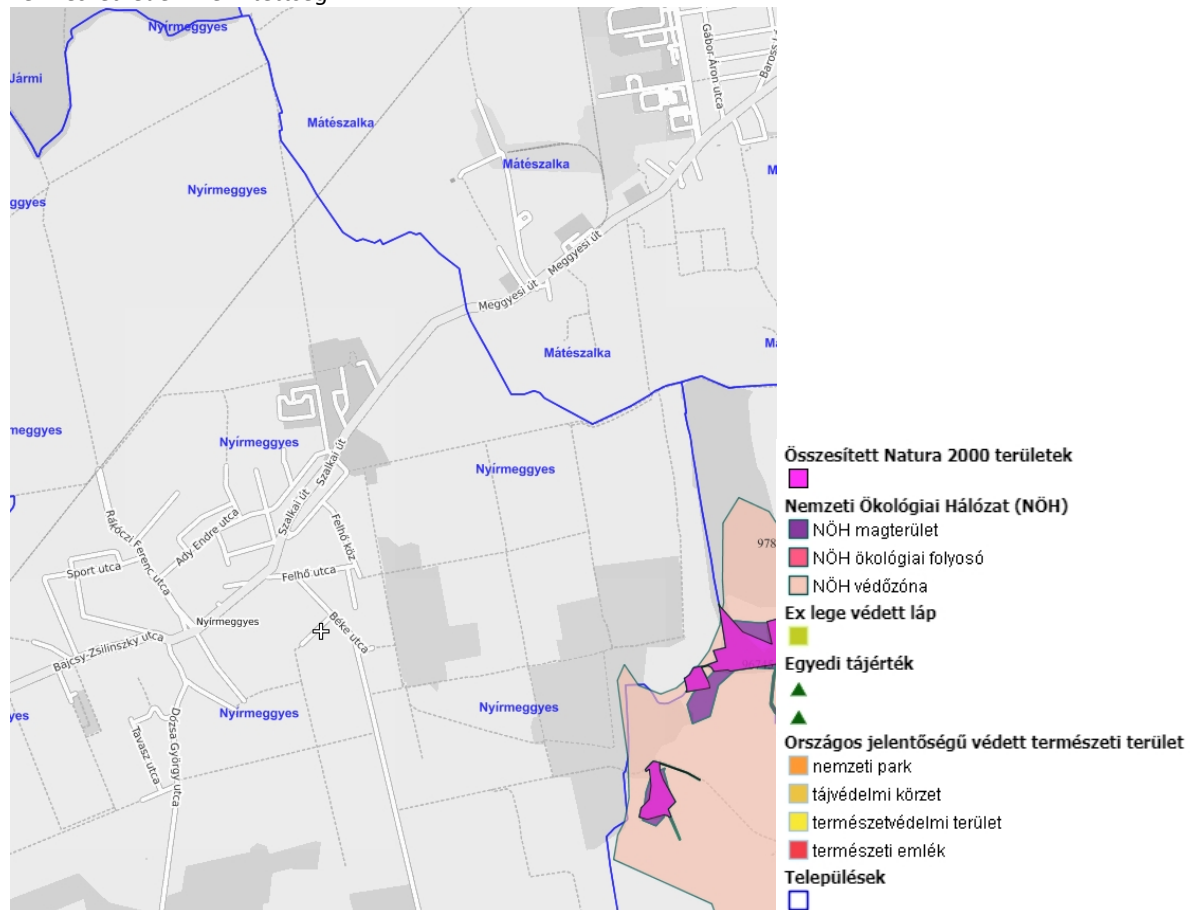 Nyírmeggyes
Jármi
Mátészalka
Gábor Áron utca
Mátészalka
Nyírmeggyes
ggyes
Meggyesi út
Meggyesi út
Mátészalka
neggyes
Nyírmeggyes
Szalkai út
Nyírmeggyes
Szalkai út
Rákóczi Ferenc utca
Ady Endre utca
Felhő köz
978
Sport utca
Felhő utca
Nyírmeggyes
Béke utca
Bajcsy-Zsilinszky utca
yes
Nyírmeggyes
Nyírmeggyes
Tavasz utca
Dózsa György utca
Összesített Natura 2000 területek
Nemzeti Ökológiai Hálózat (NÖH)
NÖH magterület
NÖH ökológiai folyosó
NÖH védőzóna
Ex lege védett láp
Egyedi tájérték
Országos jelentőségű védett természeti terület
nemzeti park
tájvédelmi körzet
természetvédelmi terület
természeti emlék
Települések